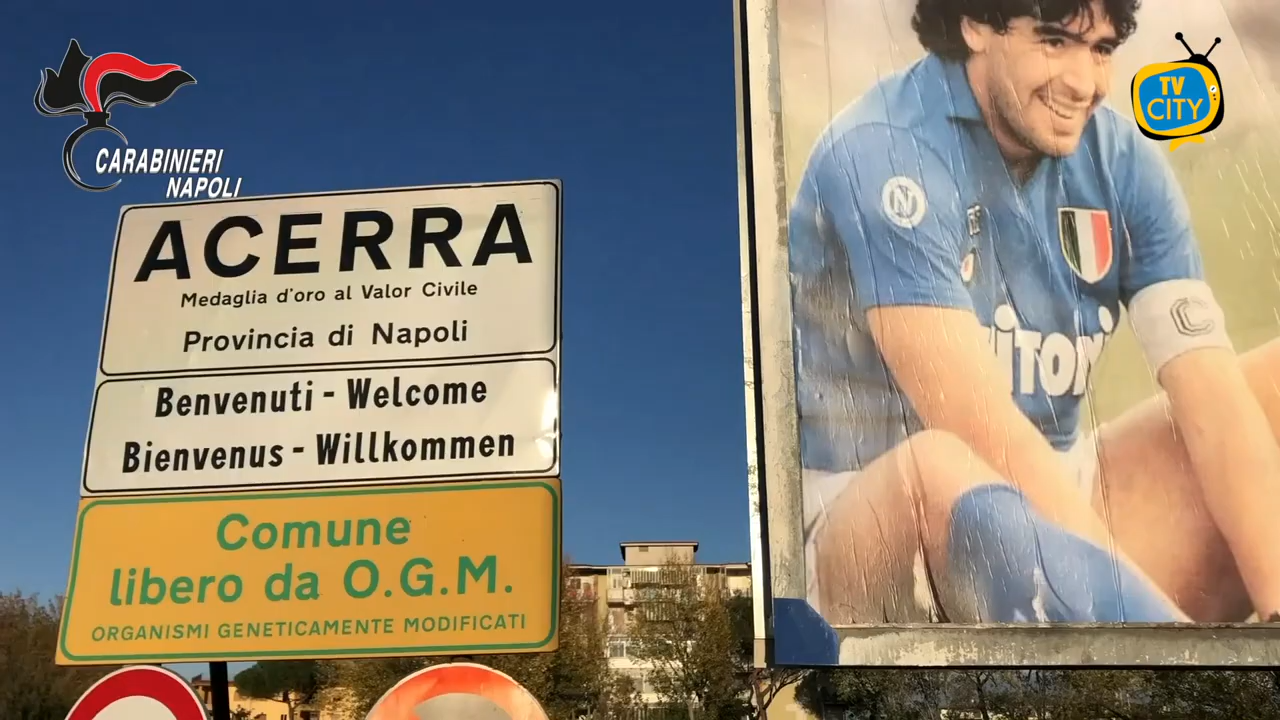 CARABINIERI
NAPOLI
ACERRA
Medaglia d'oro al Valor Civile
Provincia di Napoli
Benvenuti - Welcome
Bienvenus - Willkommen
Comune
libero da O.G.M.
ORGANISMI GENETICAMENTE MODIFICATI
N
C
TV
CITY